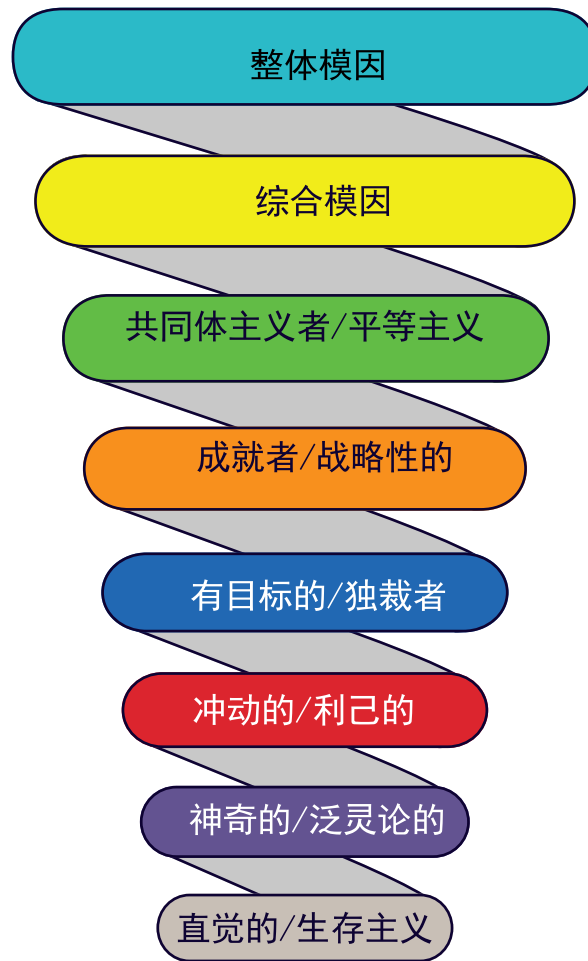 整体模因
综合模因
共同体主义者/平等主义
成就者/战略性的
有目标的/独裁者
冲动的/利己的
神奇的/泛灵论的
直觉的/生存主义